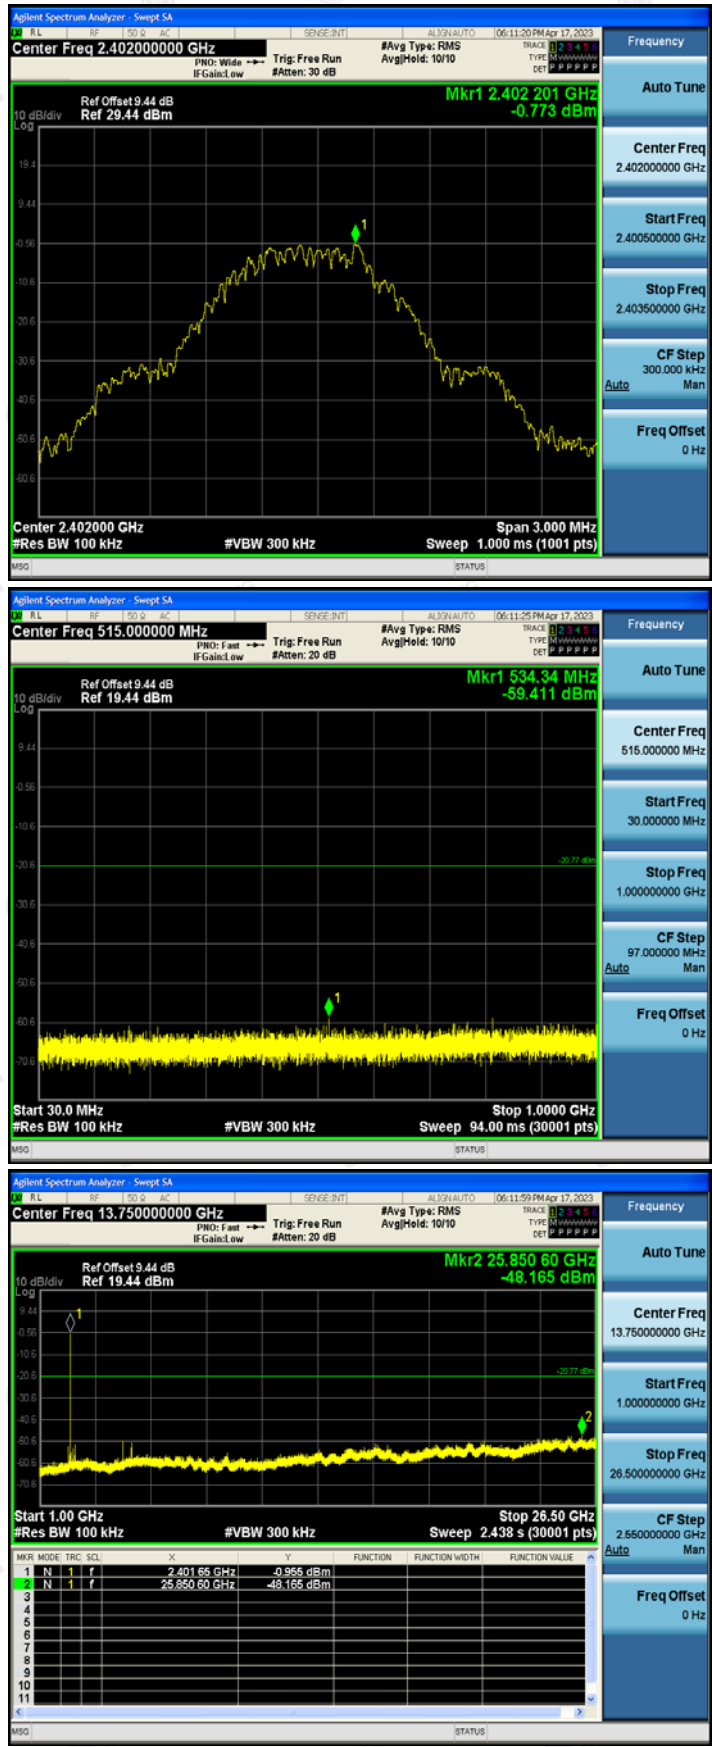 Agilent Spectrum Analyzer - Swept SA
RL RF 50 Ω AC SENSE:INT ALIGNAUTO 06:11:20 PM Apr 17, 2023
Center Freq 2.402000000 GHz
PNO: Wide
IFGain:Low
Trig: Free Run
#Atten: 30 dB
#Avg Type: RMS
Avg|Hold: 10/10
TRACE 1 2 3 4 5 6
TYPE M
DET P P P P P P
Ref Offset 9.44 dB
Ref 29.44 dBm
10 dB/div
Log
Mkr1 2.402 201 GHz
-0.773 dBm
19.4
9.44
-0.56
-10.6
-20.6
-30.6
-40.6
-50.6
-60.6
1
Center 2.402000 GHz
Span 3.000 MHz
#Res BW 100 kHz
#VBW 300 kHz
Sweep 1.000 ms (1001 pts)
MSG
STATUS
Frequency
Auto Tune
Center Freq
2.402000000 GHz
Start Freq
2.400500000 GHz
Stop Freq
2.403500000 GHz
CF Step
300.000 kHz
Auto Man
Freq Offset
0 Hz
Agilent Spectrum Analyzer - Swept SA
RL RF 50 Ω AC SENSE:INT ALIGNAUTO 06:11:25 PM Apr 17, 2023
Center Freq 515.000000 MHz
PNO: Fast
IFGain:Low
Trig: Free Run
#Atten: 20 dB
#Avg Type: RMS
Avg|Hold: 10/10
TRACE 1 2 3 4 5 6
TYPE M
DET P P P P P P
Ref Offset 9.44 dB
Ref 19.44 dBm
10 dB/div
Log
Mkr1 534.34 MHz
-59.411 dBm
9.44
-0.56
-10.6
-20.6
-30.6
-40.6
-50.6
-60.6
-70.6
-20.77 dBm
1
Start 30.0 MHz
Stop 1.0000 GHz
#Res BW 100 kHz
#VBW 300 kHz
Sweep 94.00 ms (30001 pts)
MSG
STATUS
Frequency
Auto Tune
Center Freq
515.000000 MHz
Start Freq
30.000000 MHz
Stop Freq
1.000000000 GHz
CF Step
97.000000 MHz
Auto Man
Freq Offset
0 Hz
Agilent Spectrum Analyzer - Swept SA
RL RF 50 Ω AC SENSE:INT ALIGNAUTO 06:11:59 PM Apr 17, 2023
Center Freq 13.750000000 GHz
PNO: Fast
IFGain:Low
Trig: Free Run
#Atten: 20 dB
#Avg Type: RMS
Avg|Hold: 10/10
TRACE 1 2 3 4 5 6
TYPE M
DET P P P P P P
Ref Offset 9.44 dB
Ref 19.44 dBm
10 dB/div
Log
Mkr2 25.850 60 GHz
-48.165 dBm
9.44
-0.56
-10.6
-20.6
-30.6
-40.6
-50.6
-60.6
-70.6
1
-20.77 dBm
2
Start 1.00 GHz
Stop 26.50 GHz
#Res BW 100 kHz
#VBW 300 kHz
Sweep 2.438 s (30001 pts)
MKR MODE TRC SCL X Y FUNCTION FUNCTION WIDTH FUNCTION VALUE
1 N 1 f 2.401 65 GHz -0.955 dBm
2 N 1 f 25.850 60 GHz -48.165 dBm
3
4
5
6
7
8
9
10
11
MSG
STATUS
Frequency
Auto Tune
Center Freq
13.750000000 GHz
Start Freq
1.000000000 GHz
Stop Freq
26.500000000 GHz
CF Step
2.550000000 GHz
Auto Man
Freq Offset
0 Hz